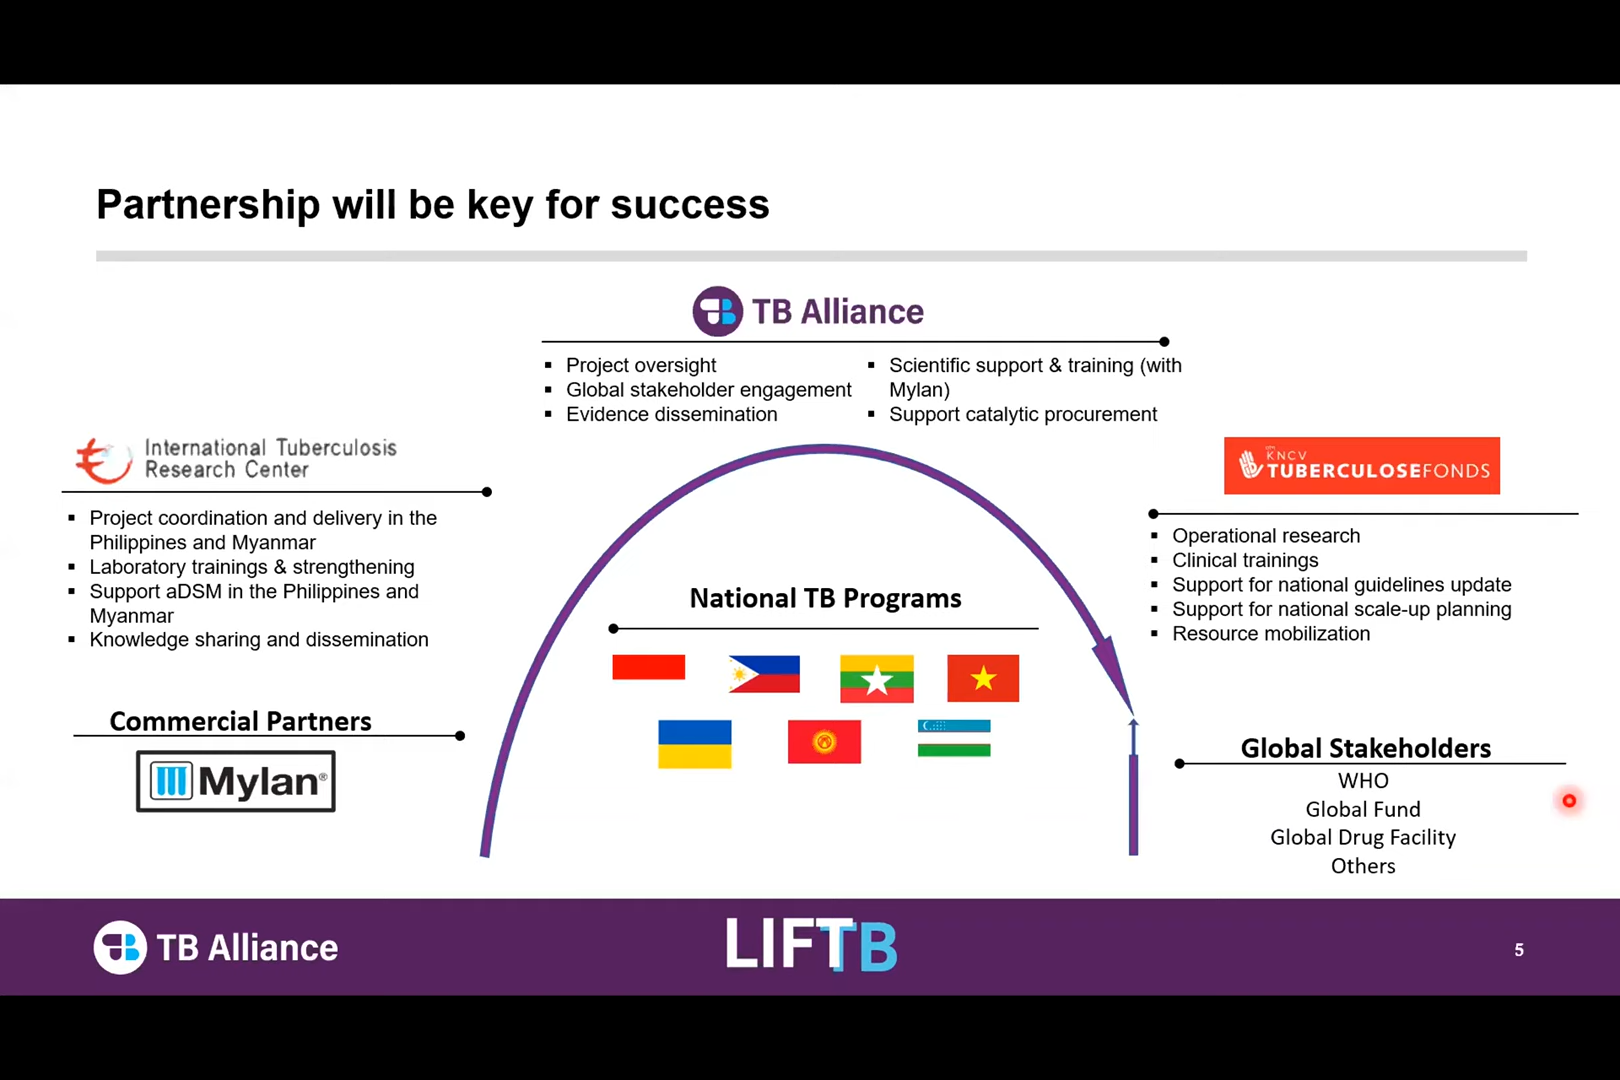 Partnership will be key for success
TB Alliance
▪ Project oversight
▪ Global stakeholder engagement
▪ Evidence dissemination
▪ Scientific support & training (with
Mylan)
▪ Support catalytic procurement
International Tuberculosis
Research Center
▪ Project coordination and delivery in the
Philippines and Myanmar
▪ Laboratory trainings & strengthening
▪ Support aDSM in the Philippines and
Myanmar
▪ Knowledge sharing and dissemination
KNCV
TUBERCULOSEFONDS
▪ Operational research
▪ Clinical trainings
▪ Support for national guidelines update
▪ Support for national scale-up planning
▪ Resource mobilization
National TB Programs
Commercial Partners
Mylan®
Global Stakeholders
WHO
Global Fund
Global Drug Facility
Others
TB Alliance
LIFTB
5